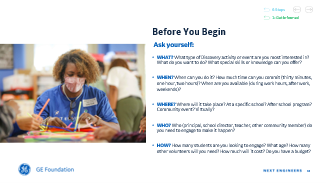 6 Steps
1. Get Informed
Before You Begin
Ask yourself:
• WHAT? What type of Discovery activity or event are you most interested in?
What do you want to do? What special skills or knowledge can you offer?
• WHEN? When can you do it? How much time can you commit (thirty minutes,
one hour, two hours)? When are you available (during work hours, after work,
weekends)?
• WHERE? Where will it take place? At a specific school? After school program?
Community event? Virtually?
• WHO? Who (principal, school director, teacher, other community member) do
you need to engage to make it happen?
• HOW? How many students are you looking to engage? What age? How many
other volunteers will you need? How much will it cost? Do you have a budget?
GE Foundation
NEXT ENGINEERS